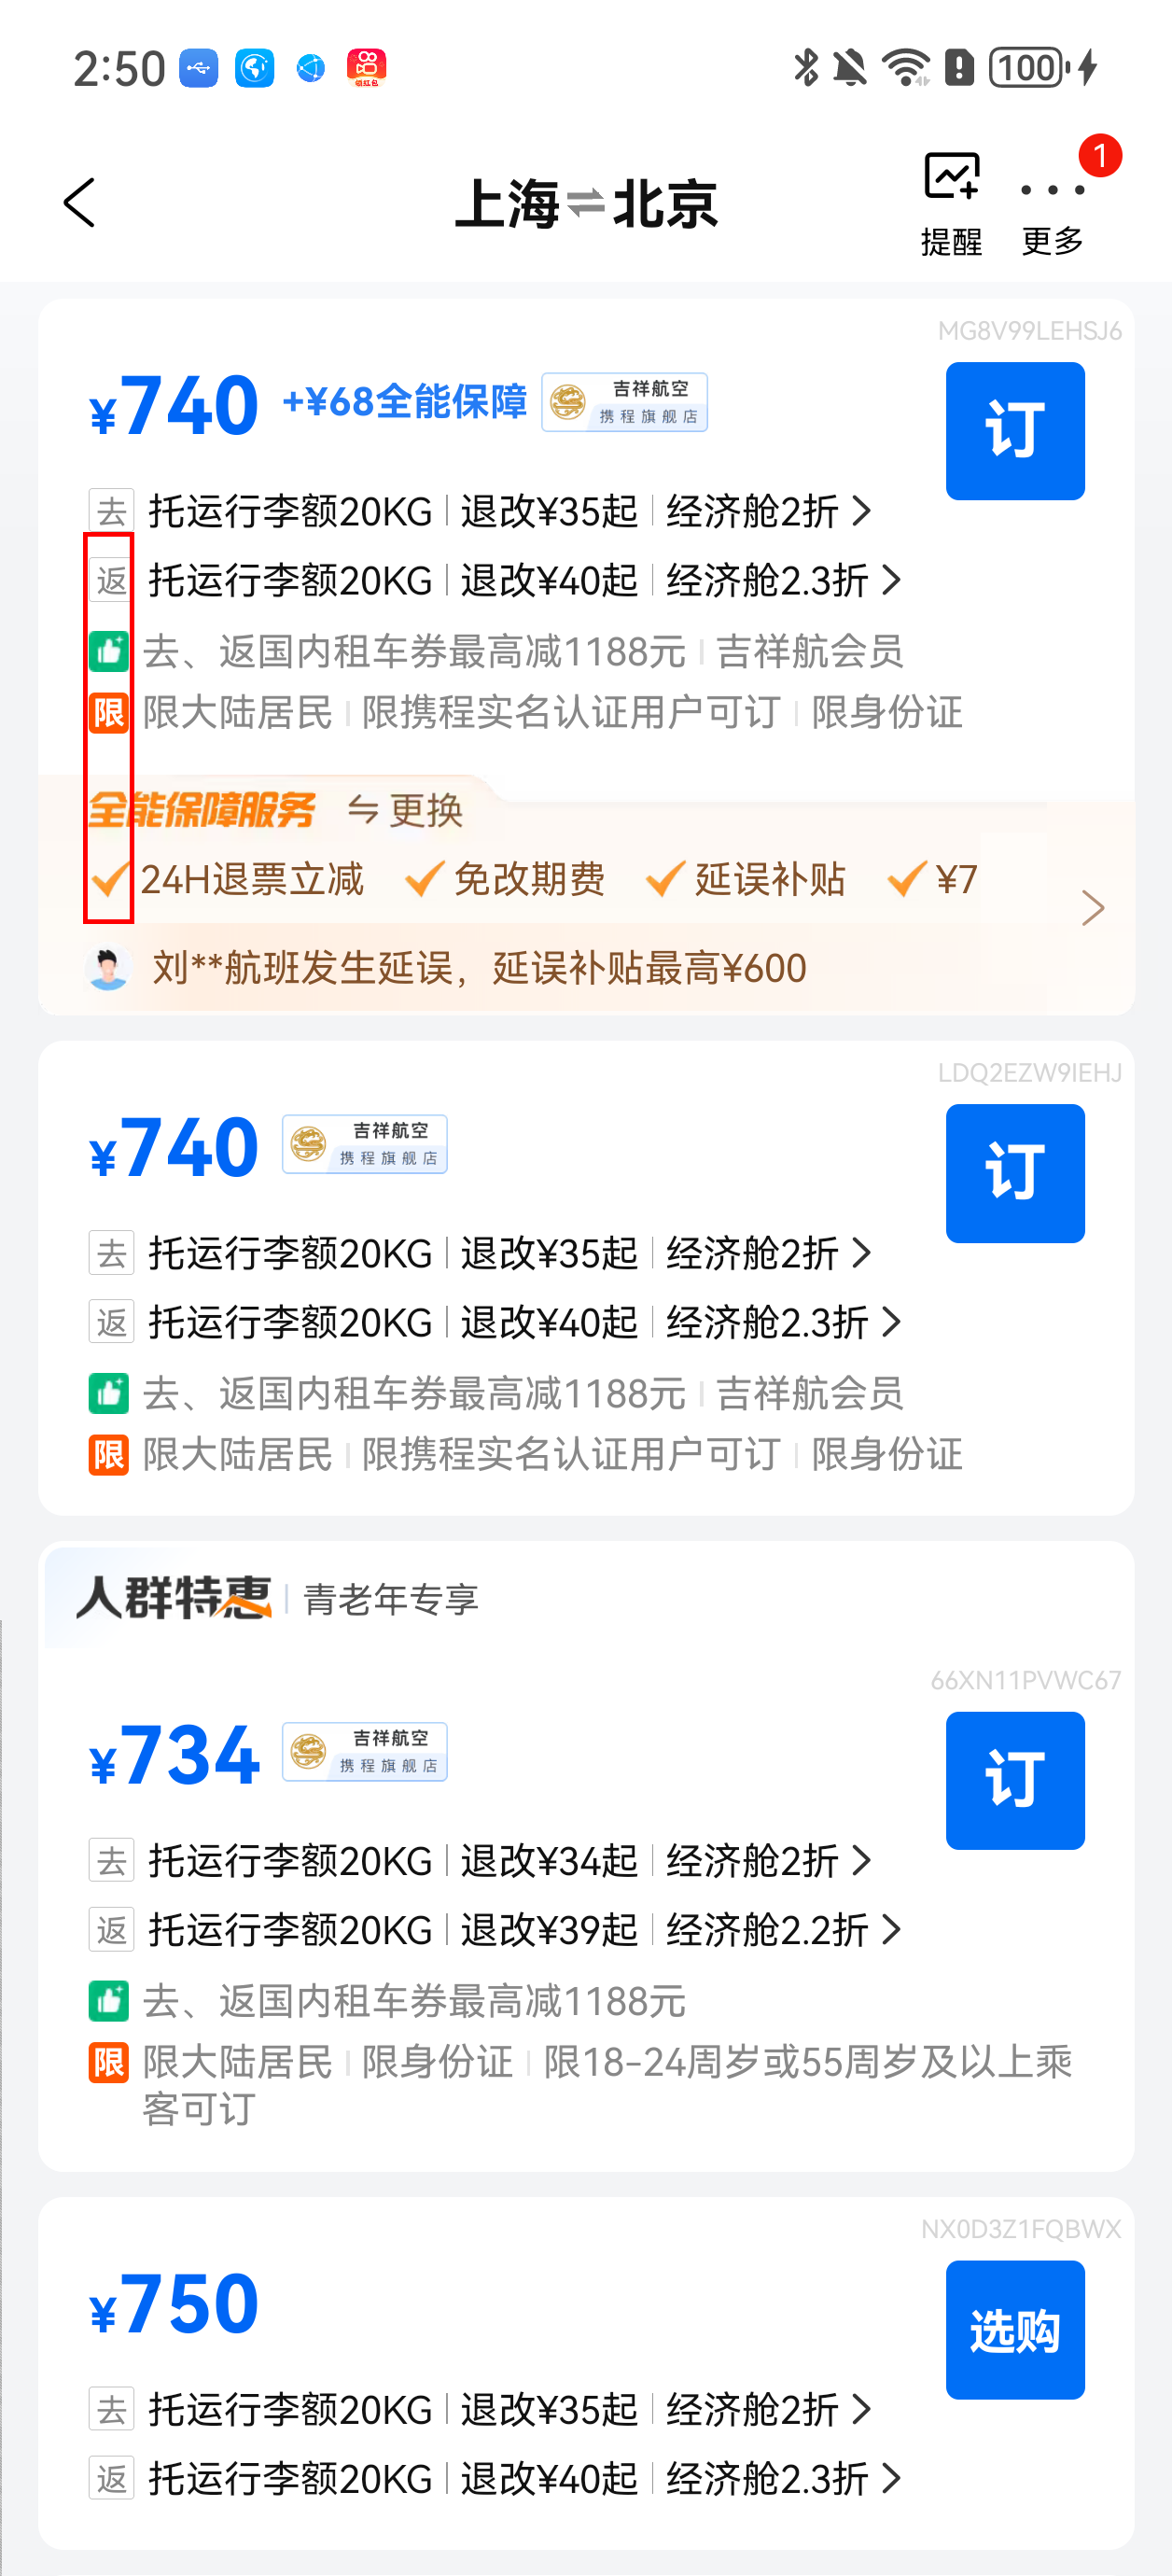 2:50
领红包
100
上海⇌北京
提醒
更多
1
MG8V99LEHSJ6
¥740 +¥68全能保障 吉祥航空
携程旗舰店
订
去 托运行李额20KG | 退改¥35起 | 经济舱2折 >
返 托运行李额20KG | 退改¥40起 | 经济舱2.3折 >
去、返国内租车券最高减1188元 | 吉祥航会员
限 限大陆居民 | 限携程实名认证用户可订 | 限身份证
全能保障服务 ⇋更换
24H退票立减 免改期费 延误补贴 ¥7
刘**航班发生延误，延误补贴最高¥600
LDQ2EZW9IEHJ
¥740 吉祥航空
携程旗舰店
订
去 托运行李额20KG | 退改¥35起 | 经济舱2折 >
返 托运行李额20KG | 退改¥40起 | 经济舱2.3折 >
去、返国内租车券最高减1188元 | 吉祥航会员
限 限大陆居民 | 限携程实名认证用户可订 | 限身份证
人群特惠 | 青老年专享
66XN11PVWC67
¥734 吉祥航空
携程旗舰店
订
去 托运行李额20KG | 退改¥34起 | 经济舱2折 >
返 托运行李额20KG | 退改¥39起 | 经济舱2.2折 >
去、返国内租车券最高减1188元
限 限大陆居民 | 限身份证 | 限18-24周岁或55周岁及以上乘
客可订
NX0D3Z1FQBWX
¥750
选购
去 托运行李额20KG | 退改¥35起 | 经济舱2折 >
返 托运行李额20KG | 退改¥40起 | 经济舱2.3折 >